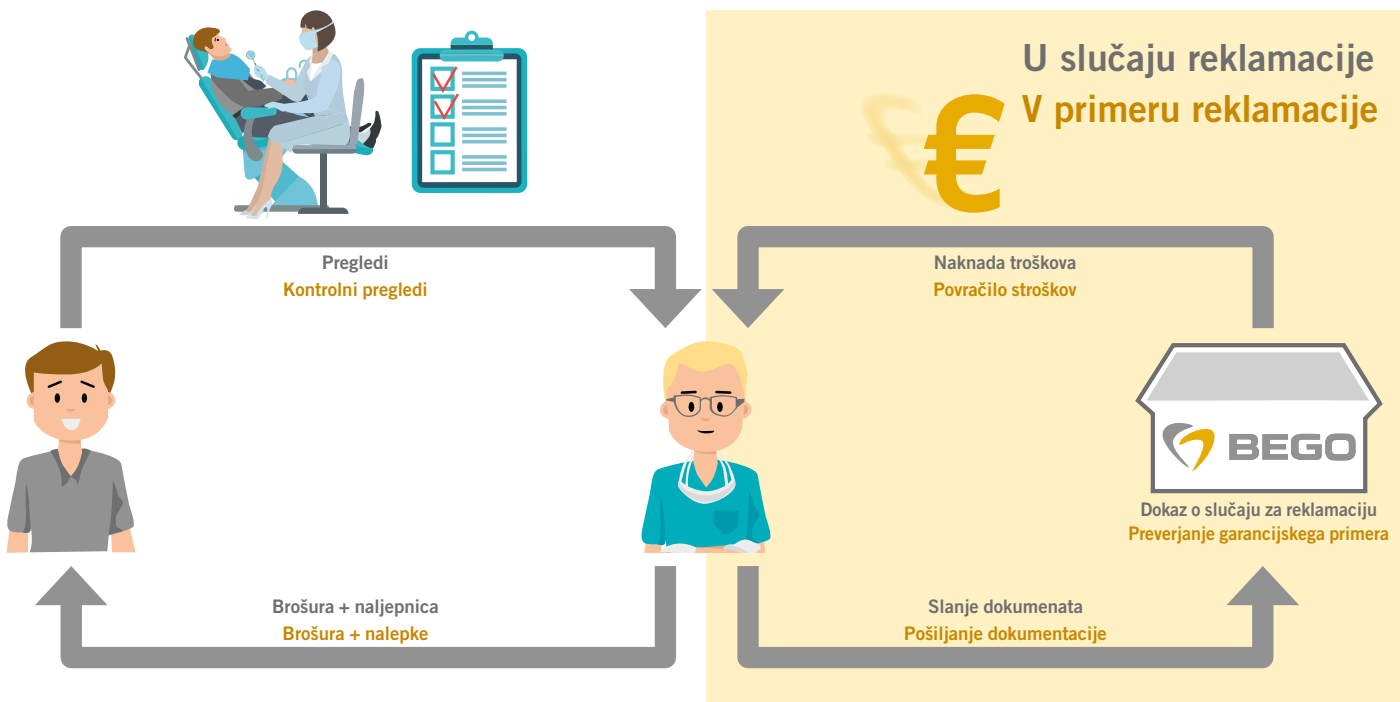 U slučaju reklamacije
V primeru reklamacije
Pregledi
Kontrolni pregledi
Naknada troškova
Povračilo stroškov
BEGO
Dokaz o slučaju za reklamaciju
Preverjanje garancijskega primera
Brošura + naljepnica
Brošura + nalepke
Slanje dokumenata
Pošiljanje dokumentacije